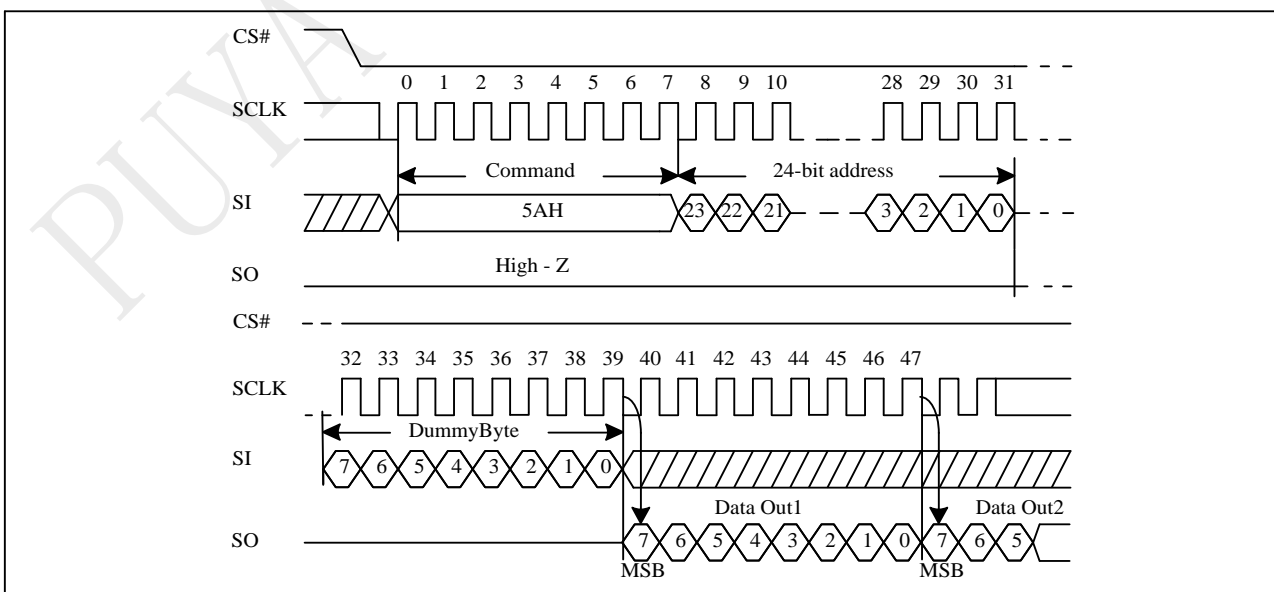 PUYA
CS#
0 1 2 3 4 5 6 7 8 9 10 28 29 30 31
SCLK
Command 24-bit address
SI 5AH 23 22 21 3 2 1 0
High - Z
SO
CS#
32 33 34 35 36 37 38 39 40 41 42 43 44 45 46 47
SCLK
DummyByte
SI 7 6 5 4 3 2 1 0
Data Out1 Data Out2
SO 7 6 5 4 3 2 1 0 7 6 5
MSB MSB